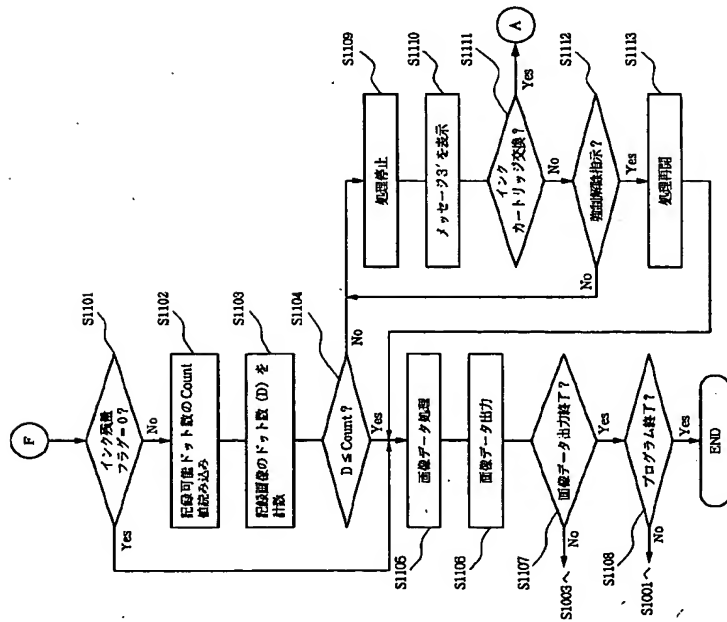 F
S1101
インク残量
フラグ=0?
Yes
No
S1102
記録可能ドット数のCount
値読み込み
S1103
記録画像のドット数(D)を
計数
S1104
D≦Count?
No
Yes
S1105
画像データ処理
S1106
画像データ出力
S1107
画像データ出力終了?
No
S1003へ
Yes
S1108
プログラム終了?
No
S1001へ
Yes
END
S1109
処理停止
S1110
メッセージ3'を表示
S1111
インク
カートリッジ交換?
Yes
A
No
S1112
強制解除指示?
No
Yes
S1113
処理再開